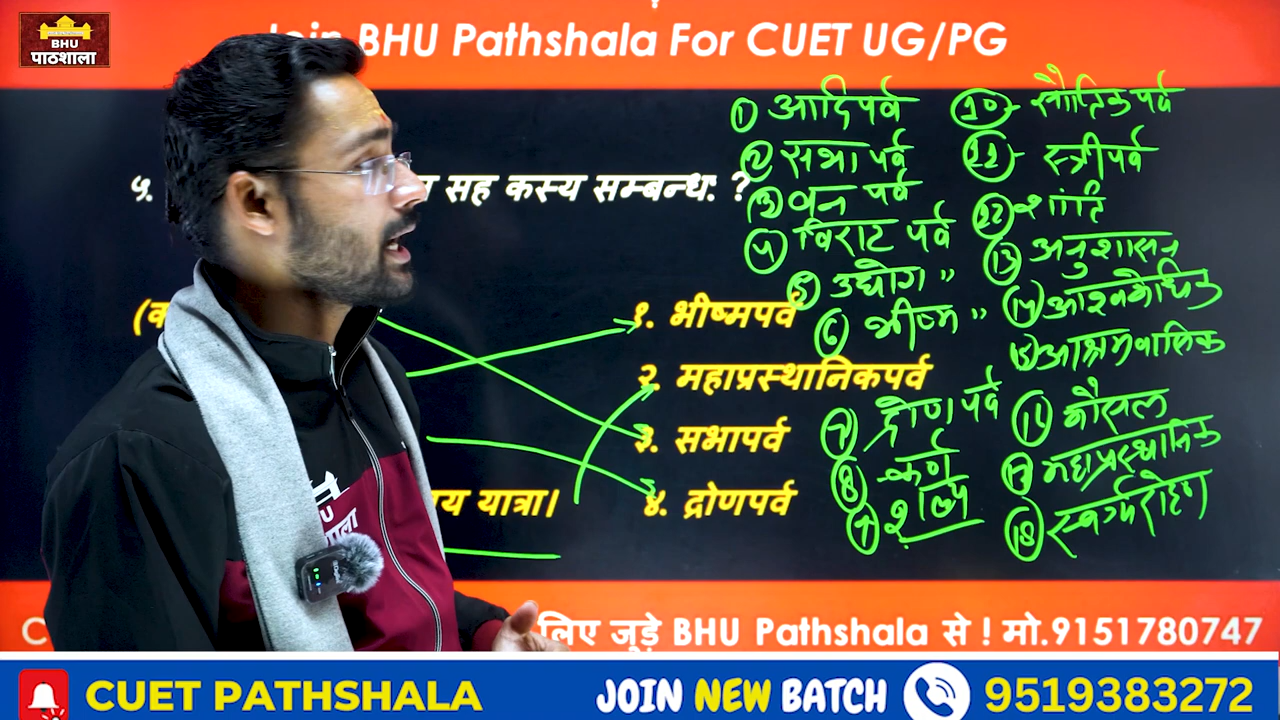 BHU
पाठशाला
Join BHU Pathshala For CUET UG/PG
५.
सह कस्य सम्बन्धः ?
१. भीष्मपर्व
२. महाप्रस्थानिकपर्व
३. सभापर्व
यात्रा।
४. द्रोणपर्व
① आदिपर्व
② सभा पर्व
③ वन पर्व
④ विराट पर्व
⑤ उद्योग "
⑥ भीष्म "
⑦ द्रोण पर्व
⑧ कर्ण
⑨ शल्य
⑩- सौप्तिक पर्व
⑪- स्त्रीपर्व
⑫ शांति
⑬ अनुशासन
⑭ आश्वमेधिक
⑮ आश्रमवासिक
⑯ मौसल
⑰ महाप्रस्थानिक
⑱ स्वर्गारोहण
लिए जुड़े BHU Pathshala से ! मो.9151780747
CUET PATHSHALA
JOIN NEW BATCH
9519383272